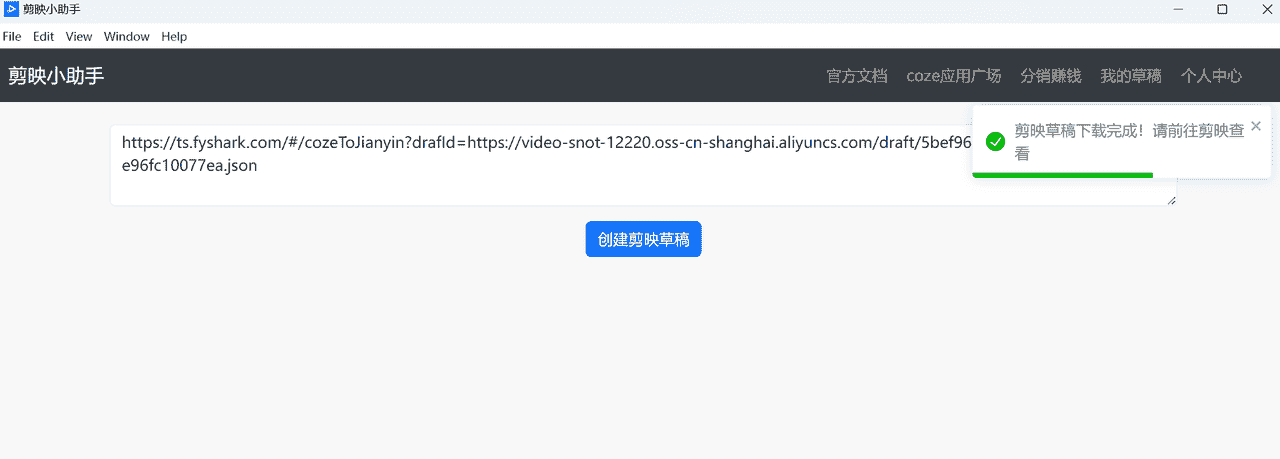 剪映小助手
File Edit View Window Help
剪映小助手 官方文档 coze应用广场 分销赚钱 我的草稿 个人中心
https://ts.fyshark.com/#/cozeToJianyin?drafId=https://video-snot-12220.oss-cn-shanghai.aliyuncs.com/draft/5bef96
e96fc10077ea.json
剪映草稿下载完成！请前往剪映查
看
创建剪映草稿